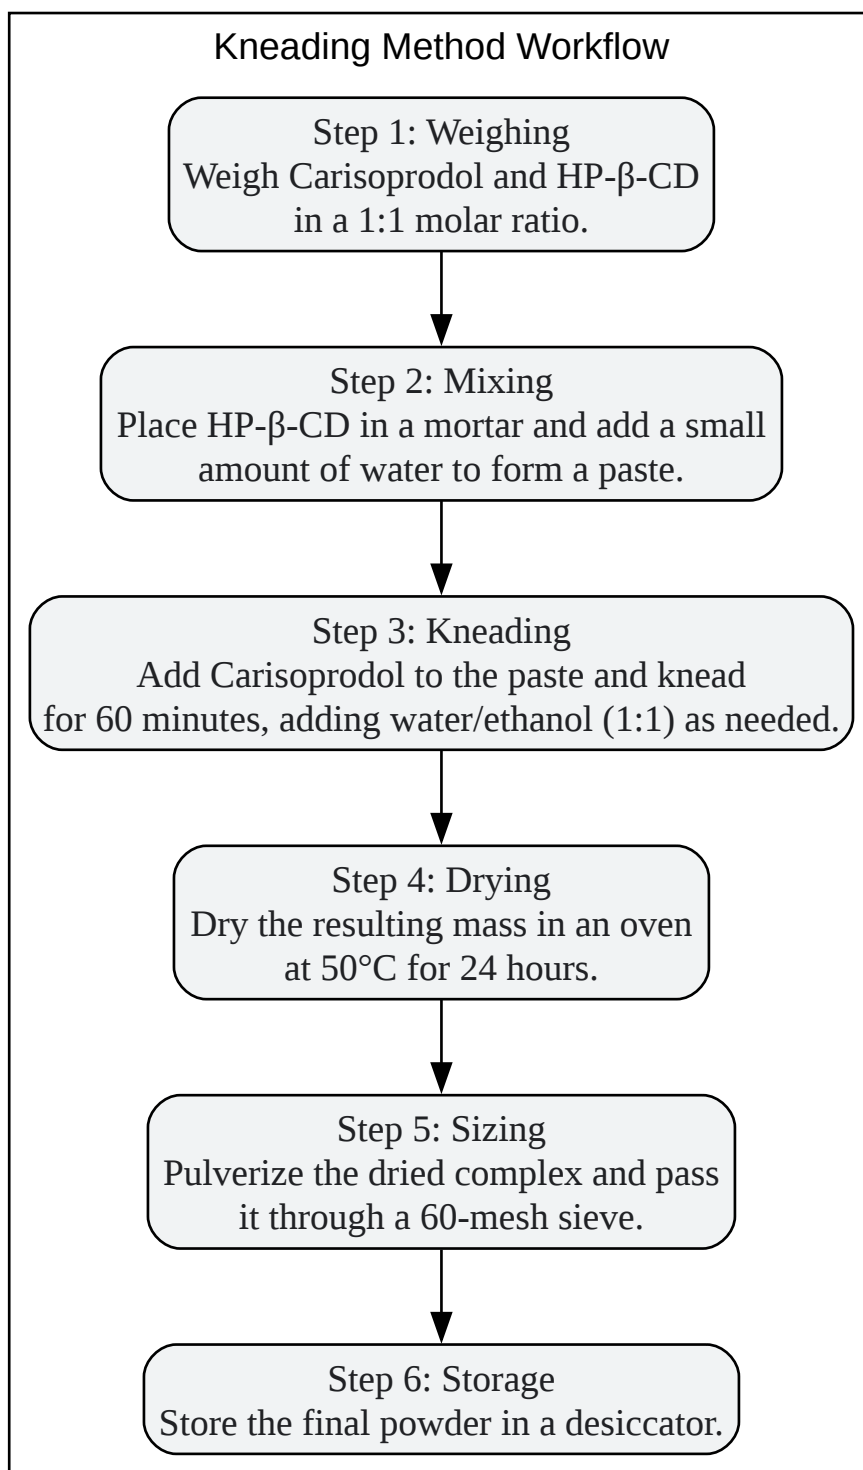 Kneading Method Workflow
Step 1: Weighing
Weigh Carisoprodol and HP-β-CD
in a 1:1 molar ratio.
Step 2: Mixing
Place HP-β-CD in a mortar and add a small
amount of water to form a paste.
Step 3: Kneading
Add Carisoprodol to the paste and knead
for 60 minutes, adding water/ethanol (1:1) as needed.
Step 4: Drying
Dry the resulting mass in an oven
at 50°C for 24 hours.
Step 5: Sizing
Pulverize the dried complex and pass
it through a 60-mesh sieve.
Step 6: Storage
Store the final powder in a desiccator.